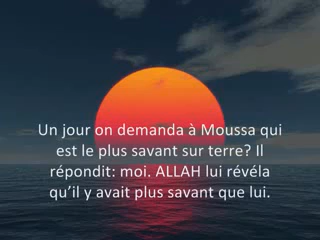 Un jour on demanda à Moussa qui
est le plus savant sur terre? Il
répondit: moi. ALLAH lui révéla
qu’il y avait plus savant que lui.